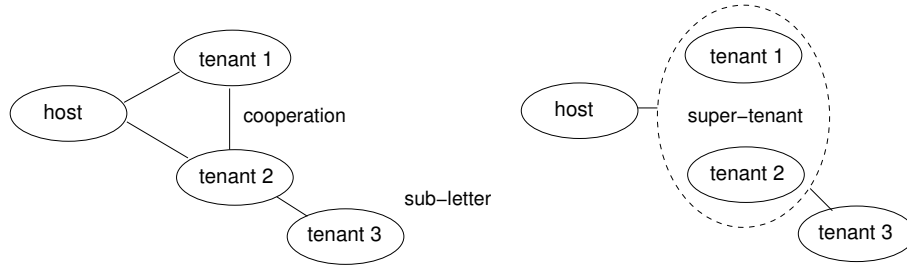 tenant 1
host
cooperation
tenant 2
sub−letter
tenant 3
tenant 1
host
super−tenant
tenant 2
tenant 3